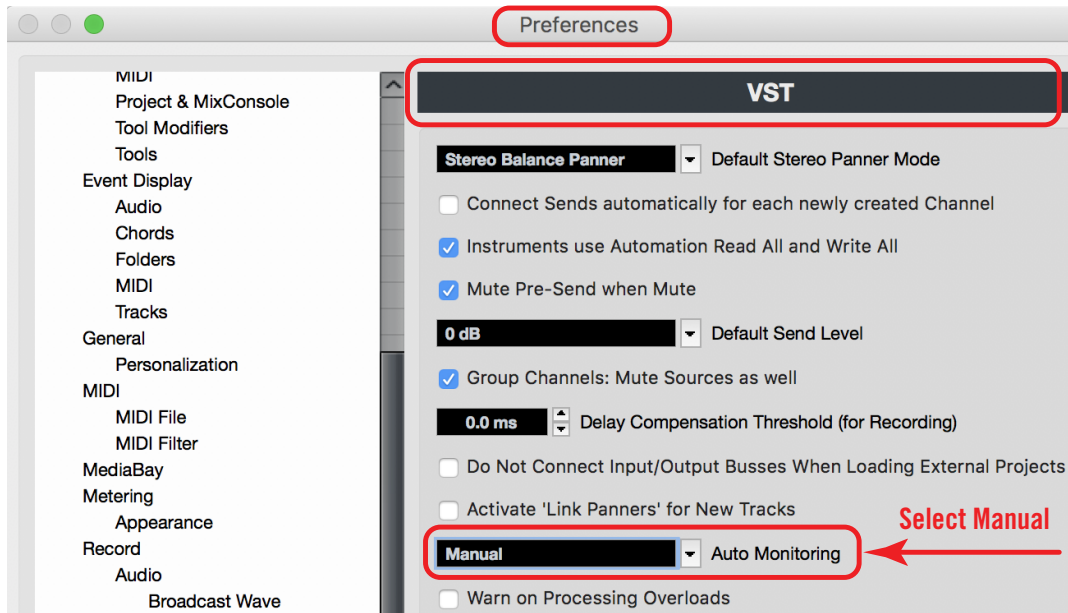 Preferences
MIDI
Project & MixConsole
Tool Modifiers
Tools
Event Display
Audio
Chords
Folders
MIDI
Tracks
General
Personalization
MIDI
MIDI File
MIDI Filter
MediaBay
Metering
Appearance
Record
Audio
Broadcast Wave
VST
Stereo Balance Panner Default Stereo Panner Mode
Connect Sends automatically for each newly created Channel
Instruments use Automation Read All and Write All
Mute Pre-Send when Mute
0 dB Default Send Level
Group Channels: Mute Sources as well
0.0 ms Delay Compensation Threshold (for Recording)
Do Not Connect Input/Output Busses When Loading External Projects
Activate 'Link Panners' for New Tracks
Select Manual
Manual Auto Monitoring
Warn on Processing Overloads